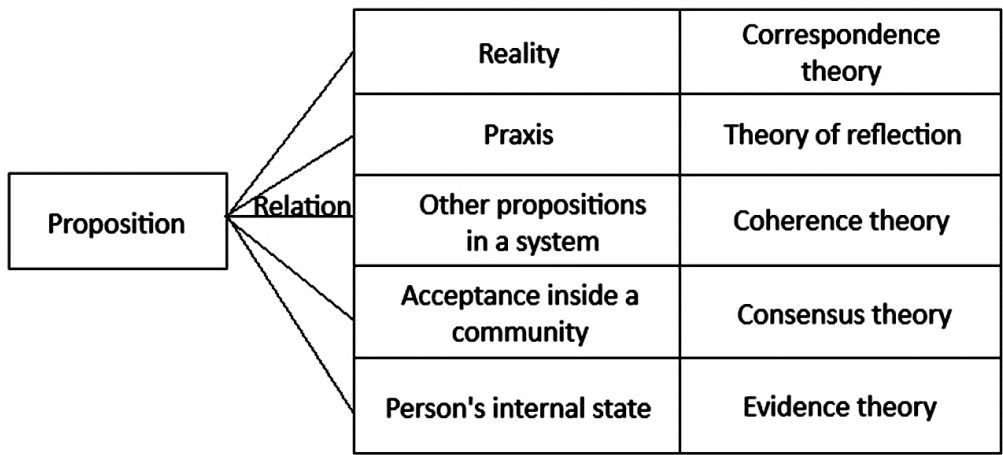 Proposition
Relation
Reality
Correspondence
theory
Praxis
Theory of reflection
Other propositions
in a system
Coherence theory
Acceptance inside a
community
Consensus theory
Person's internal state
Evidence theory